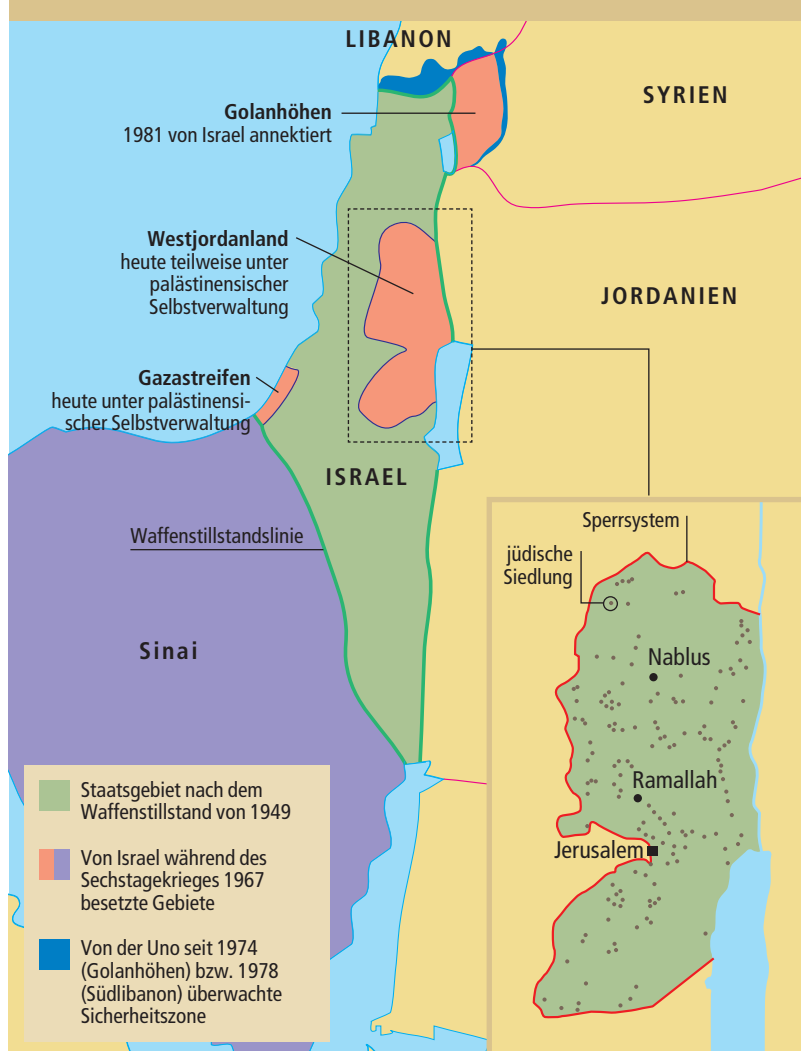 LIBANON
SYRIEN
Golanhöhen
1981 von Israel annektiert
Westjordanland
heute teilweise unter
palästinensischer
Selbstverwaltung
JORDANIEN
Gazastreifen
heute unter palästinensi-
scher Selbstverwaltung
ISRAEL
Waffenstillstandslinie
Sinai
Sperrsystem
jüdische
Siedlung
Nablus
Ramallah
Jerusalem
Staatsgebiet nach dem
Waffenstillstand von 1949
Von Israel während des
Sechstagekrieges 1967
besetzte Gebiete
Von der Uno seit 1974
(Golanhöhen) bzw. 1978
(Südlibanon) überwachte
Sicherheitszone